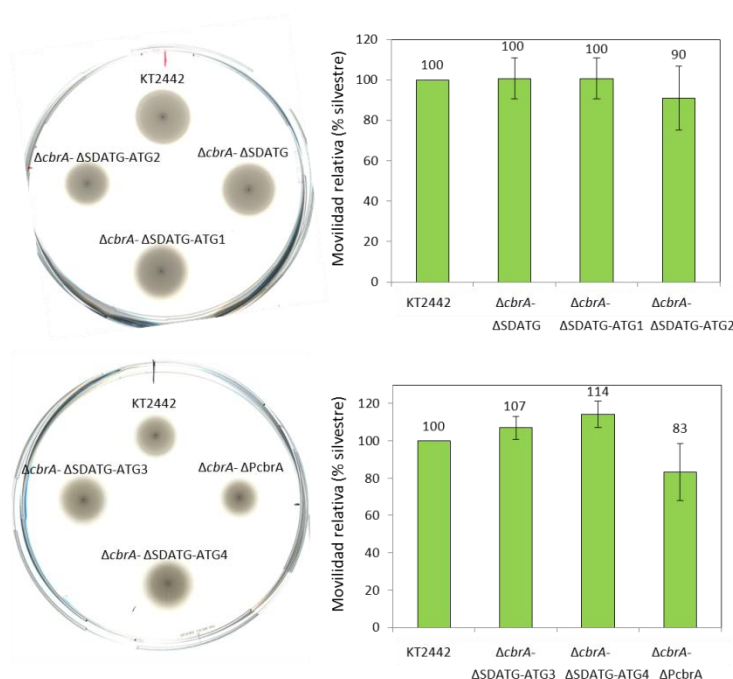 KT2442
ΔcbrA- ΔSDATG-ATG2
ΔcbrA- ΔSDATG
ΔcbrA- ΔSDATG-ATG1
Movilidad relativa (% silvestre)
120
100
80
60
40
20
0
100
100
100
90
KT2442
ΔcbrA-
ΔSDATG
ΔcbrA-
ΔSDATG-ATG1
ΔcbrA-
ΔSDATG-ATG2
KT2442
ΔcbrA- ΔSDATG-ATG3
ΔcbrA- ΔPcbrA
ΔcbrA- ΔSDATG-ATG4
Movilidad relativa (% silvestre)
120
100
80
60
40
20
0
100
107
114
83
KT2442
ΔcbrA-
ΔSDATG-ATG3
ΔcbrA-
ΔSDATG-ATG4
ΔcbrA-
ΔPcbrA